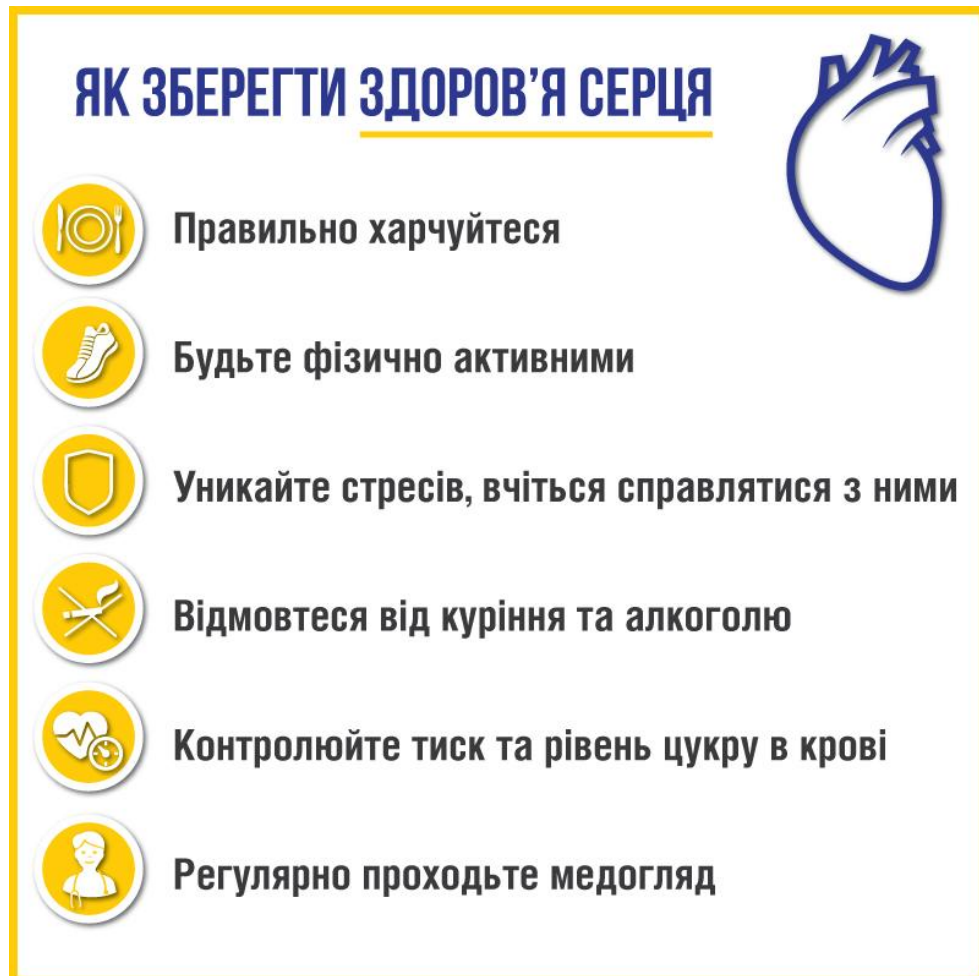 ЯК ЗБЕРЕГТИ ЗДОРОВ’Я СЕРЦЯ
Правильно харчуйтеся
Будьте фізично активними
Уникайте стресів, вчіться справлятися з ними
Відмовтеся від куріння та алкоголю
Контролюйте тиск та рівень цукру в крові
Регулярно проходьте медогляд